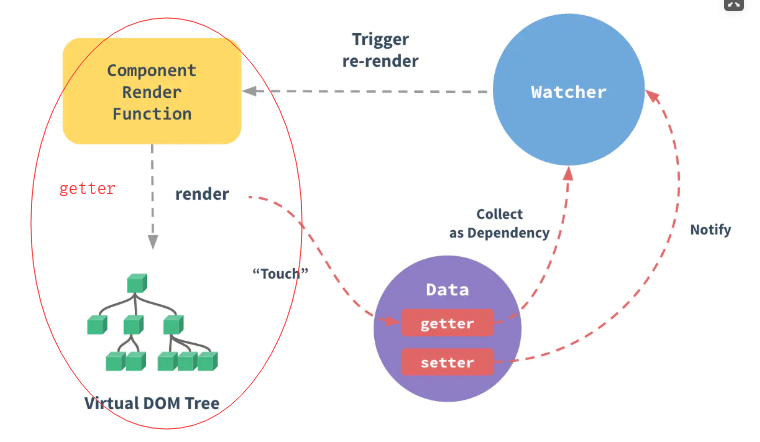 Trigger
re-render
Component
Render
Function
Watcher
getter
render
Collect
as Dependency
Notify
“Touch”
Data
getter
setter
Virtual DOM Tree